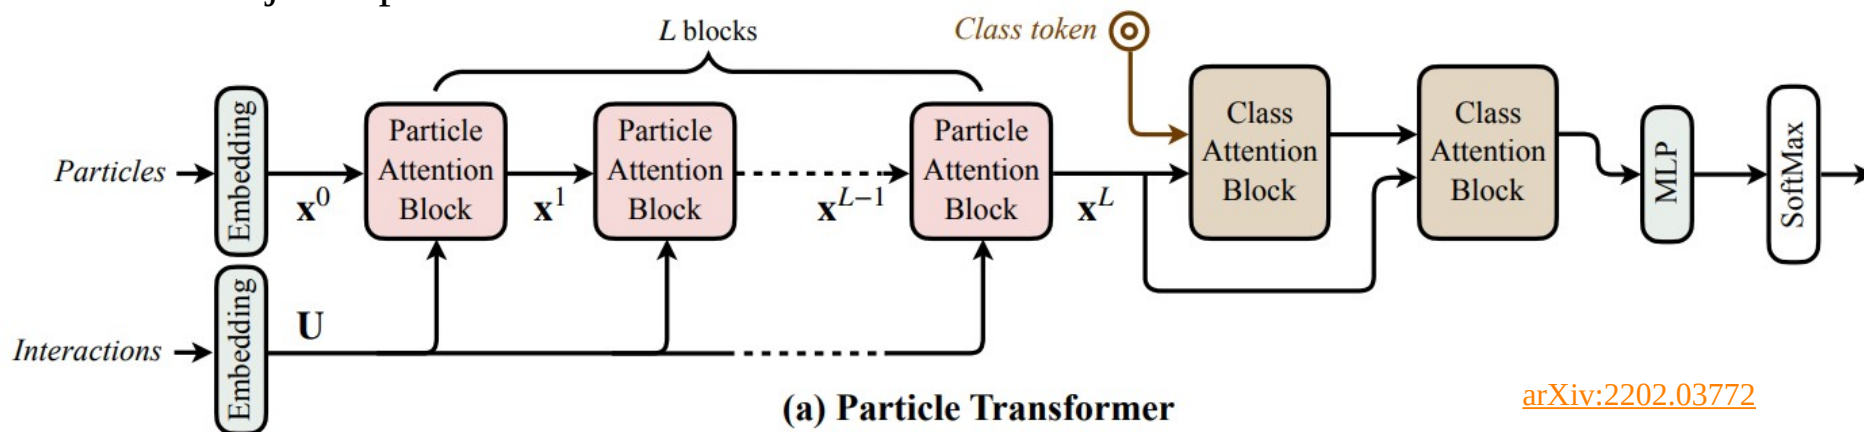 L blocks
Class token
Particles
Embedding
x⁰
Particle
Attention
Block
x¹
Particle
Attention
Block
xᴸ⁻¹
Particle
Attention
Block
xᴸ
Class
Attention
Block
Class
Attention
Block
MLP
SoftMax
Interactions
Embedding
U
(a) Particle Transformer
arXiv:2202.03772